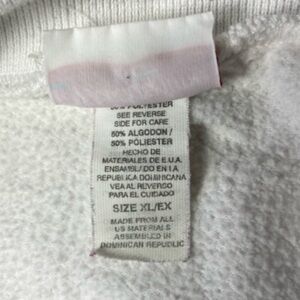 50% POLYESTER
SEE REVERSE
SIDE FOR CARE
50% ALGODON /
50% POLIESTER
HECHO DE
MATERIALES DE E.U.A.
ENSAMBLADO EN LA
REPUBLICA DOMINICANA
VEA AL REVERSO
PARA EL CUIDADO
SIZE XL/EX
MADE FROM ALL
US MATERIALS
ASSEMBLED IN
DOMINICAN REPUBLIC